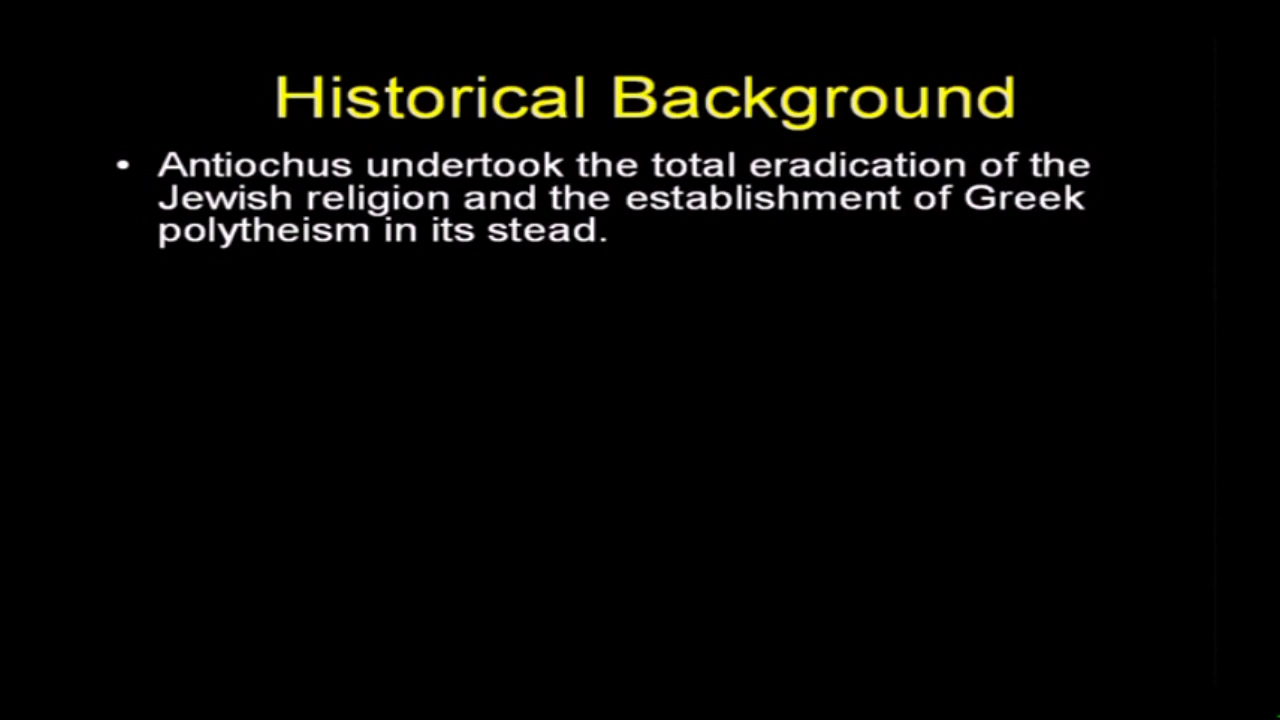 Historical Background
• Antiochus undertook the total eradication of the
Jewish religion and the establishment of Greek
polytheism in its stead.